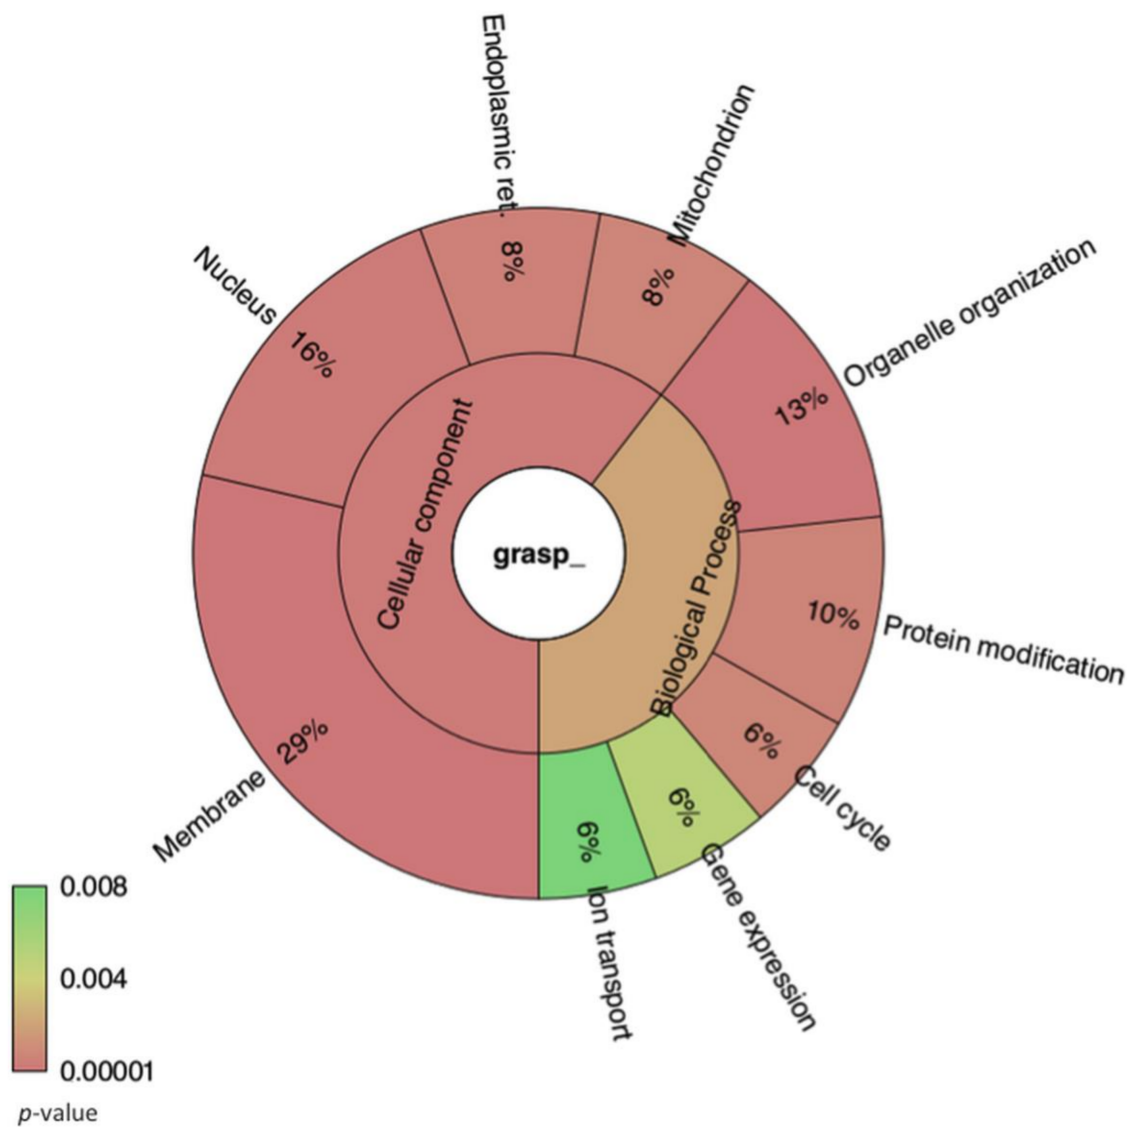 Endoplasmic ret.
8%
Mitochondrion
8%
Nucleus
16%
Organelle organization
13%
Cellular component
grasp_
Biological Process
10%
Protein modification
6%
Cell cycle
6%
Gene expression
6%
Ion transport
29%
Membrane
0.008
0.004
0.00001
p-value